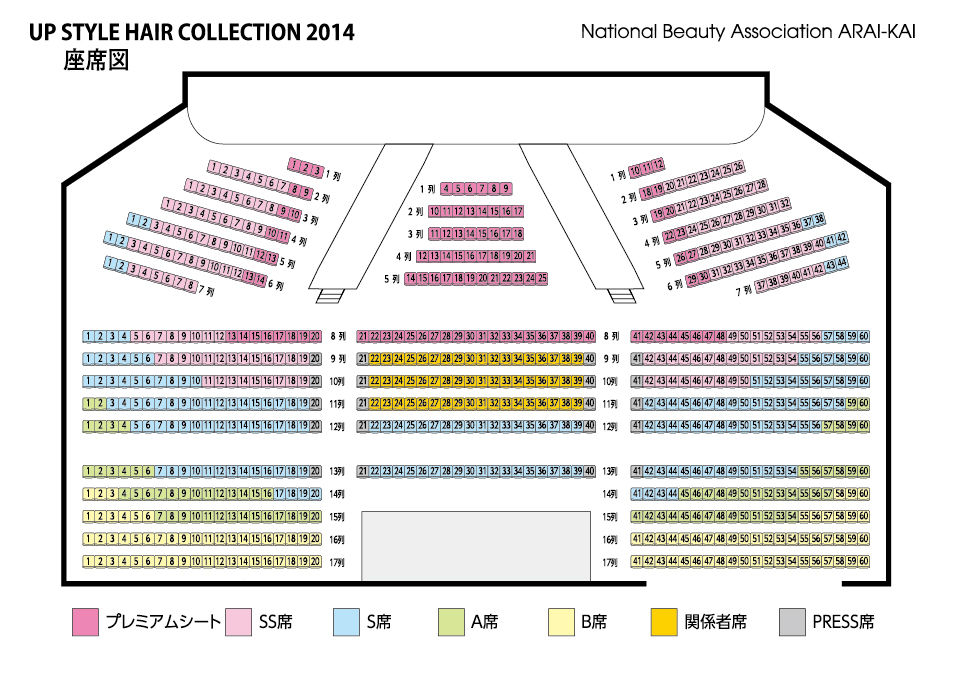 UP STYLE HAIR COLLECTION 2014
National Beauty Association ARAI-KAI
座席図
1 2 3 1 列
1 2 3 4 5 6 7 8 9 2 列
1 2 3 4 5 6 7 8 9 10 3 列
1 2 3 4 5 6 7 8 9 10 11 4 列
1 2 3 4 5 6 7 8 9 10 11 12 13 5 列
1 2 3 4 5 6 7 8 9 10 11 12 13 14 6 列
1 2 3 4 5 6 7 8 7 列
1 列 4 5 6 7 8 9
2 列 10 11 12 13 14 15 16 17
3 列 11 12 13 14 15 16 17 18
4 列 12 13 14 15 16 17 18 19 20 21
5 列 14 15 16 17 18 19 20 21 22 23 24 25
1 列 10 11 12
2 列 18 19 20 21 22 23 24 25 26
3 列 19 20 21 22 23 24 25 26 27 28
4 列 22 23 24 25 26 27 28 29 30 31 32
5 列 26 27 28 29 30 31 32 33 34 35 36 37 38
6 列 29 30 31 32 33 34 35 36 37 38 39 40 41 42
7 列 37 38 39 40 41 42 43 44
1 2 3 4 5 6 7 8 9 10 11 12 13 14 15 16 17 18 19 20 8 列 21 22 23 24 25 26 27 28 29 30 31 32 33 34 35 36 37 38 39 40 8 列 41 42 43 44 45 46 47 48 49 50 51 52 53 54 55 56 57 58 59 60
1 2 3 4 5 6 7 8 9 10 11 12 13 14 15 16 17 18 19 20 9 列 21 22 23 24 25 26 27 28 29 30 31 32 33 34 35 36 37 38 39 40 9 列 41 42 43 44 45 46 47 48 49 50 51 52 53 54 55 56 57 58 59 60
1 2 3 4 5 6 7 8 9 10 11 12 13 14 15 16 17 18 19 20 10列 21 22 23 24 25 26 27 28 29 30 31 32 33 34 35 36 37 38 39 40 10列 41 42 43 44 45 46 47 48 49 50 51 52 53 54 55 56 57 58 59 60
1 2 3 4 5 6 7 8 9 10 11 12 13 14 15 16 17 18 19 20 11列 21 22 23 24 25 26 27 28 29 30 31 32 33 34 35 36 37 38 39 40 11列 41 42 43 44 45 46 47 48 49 50 51 52 53 54 55 56 57 58 59 60
1 2 3 4 5 6 7 8 9 10 11 12 13 14 15 16 17 18 19 20 12列 21 22 23 24 25 26 27 28 29 30 31 32 33 34 35 36 37 38 39 40 12列 41 42 43 44 45 46 47 48 49 50 51 52 53 54 55 56 57 58 59 60
1 2 3 4 5 6 7 8 9 10 11 12 13 14 15 16 17 18 19 20 13列 21 22 23 24 25 26 27 28 29 30 31 32 33 34 35 36 37 38 39 40 13列 41 42 43 44 45 46 47 48 49 50 51 52 53 54 55 56 57 58 59 60
1 2 3 4 5 6 7 8 9 10 11 12 13 14 15 16 17 18 19 20 14列 14列 41 42 43 44 45 46 47 48 49 50 51 52 53 54 55 56 57 58 59 60
1 2 3 4 5 6 7 8 9 10 11 12 13 14 15 16 17 18 19 20 15列 15列 41 42 43 44 45 46 47 48 49 50 51 52 53 54 55 56 57 58 59 60
1 2 3 4 5 6 7 8 9 10 11 12 13 14 15 16 17 18 19 20 16列 16列 41 42 43 44 45 46 47 48 49 50 51 52 53 54 55 56 57 58 59 60
1 2 3 4 5 6 7 8 9 10 11 12 13 14 15 16 17 18 19 20 17列 17列 41 42 43 44 45 46 47 48 49 50 51 52 53 54 55 56 57 58 59 60
プレミアムシート SS席 S席 A席 B席 関係者席 PRESS席